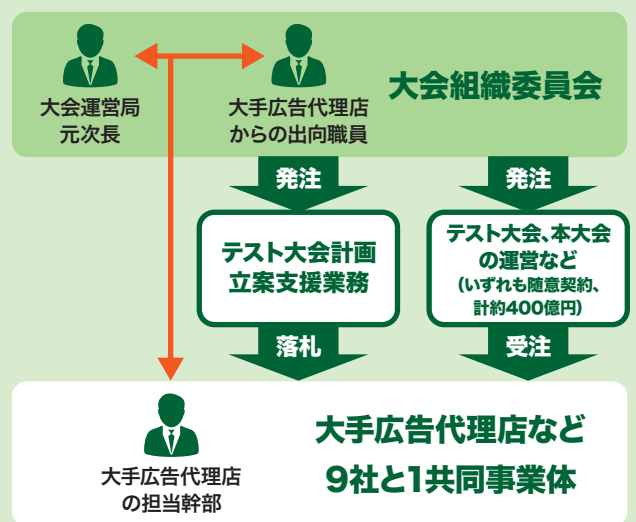 大会組織委員会
大会運営局
元次長
大手広告代理店
からの出向職員
発注
発注
テスト大会計画
立案支援業務
テスト大会、本大会
の運営など
(いずれも随意契約、
計約400億円)
落札
受注
大手広告代理店
の担当幹部
大手広告代理店など
9社と1共同事業体